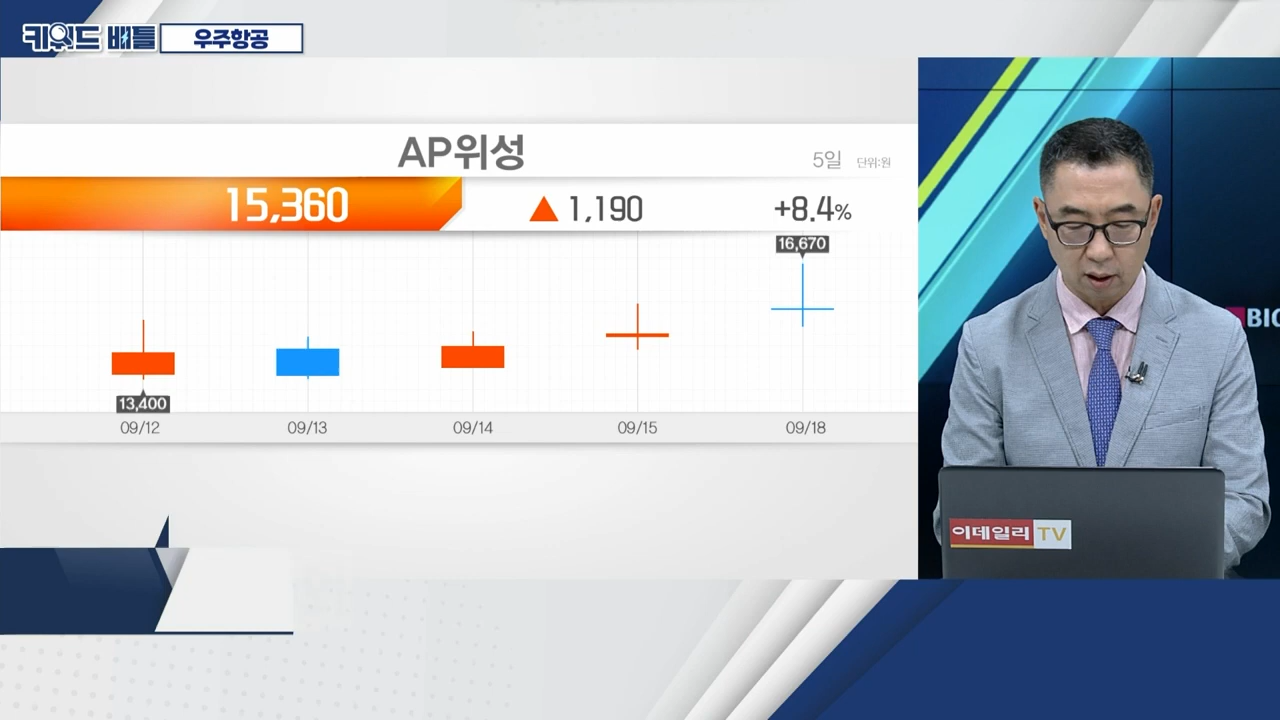 키워드 배틀 우주항공
AP위성
5일 단위:원
15,360 ▲ 1,190 +8.4%
16,670
13,400
09/12 09/13 09/14 09/15 09/18
BIG
이데일리 TV